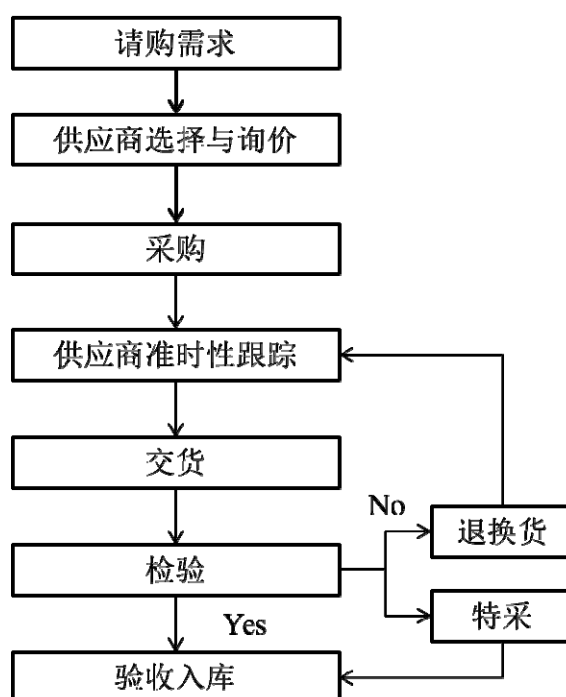 请购需求
供应商选择与询价
采购
供应商准时性跟踪
交货
No
退换货
检验
特采
Yes
验收入库